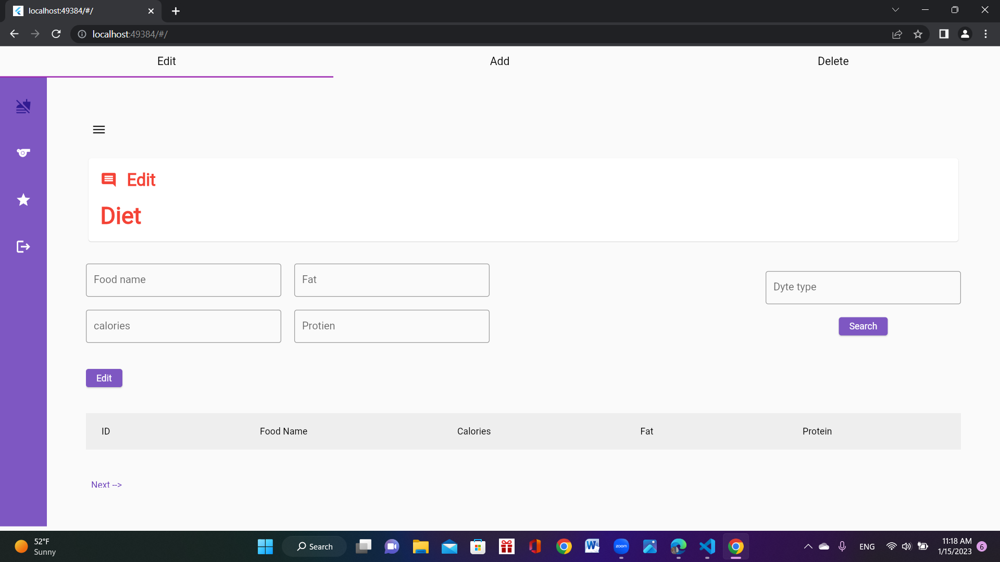 localhost:49384/#/
localhost:49384/#/
Edit Add Delete
Edit
Diet
Food name Fat
Dyte type
calories Protien
Search
Edit
ID Food Name Calories Fat Protein
Next -->
52°F
Sunny
Search
zoom
ENG
11:18 AM
1/15/2023
6